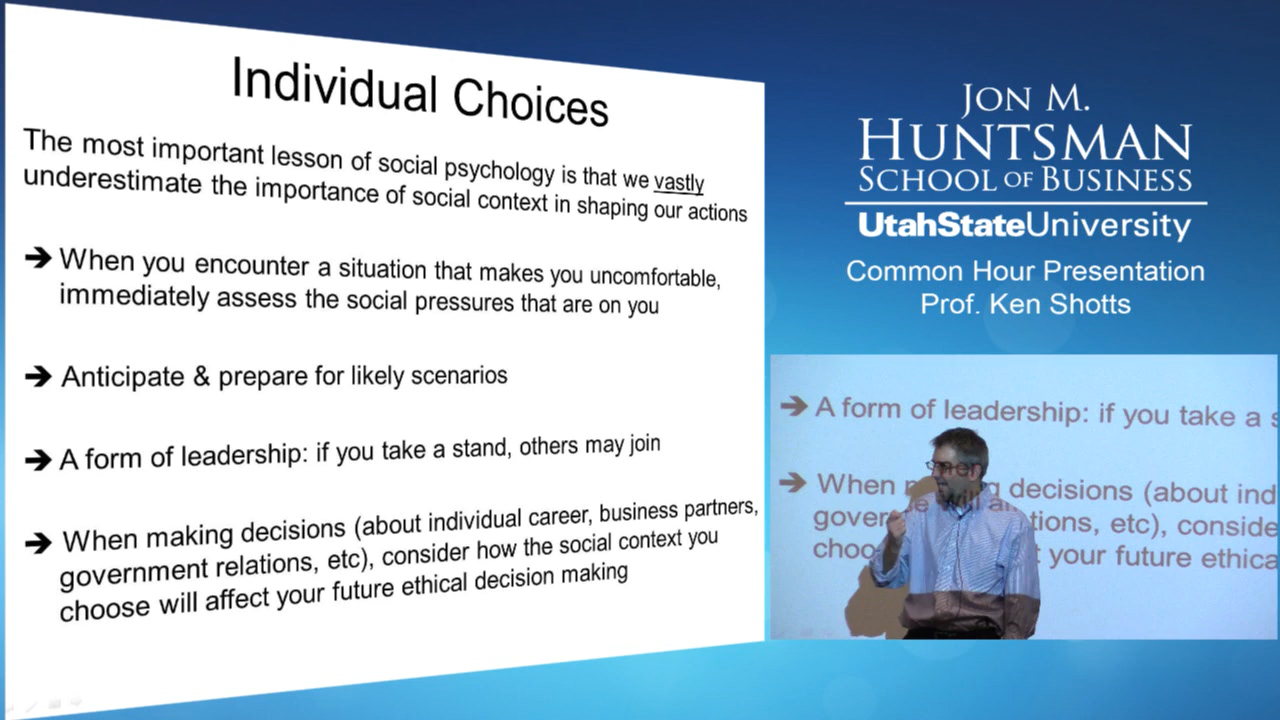 Individual Choices
The most important lesson of social psychology is that we vastly
underestimate the importance of social context in shaping our actions
➔ When you encounter a situation that makes you uncomfortable,
immediately assess the social pressures that are on you
➔ Anticipate & prepare for likely scenarios
➔ A form of leadership: if you take a stand, others may join
➔ When making decisions (about individual career, business partners,
government relations, etc), consider how the social context you
choose will affect your future ethical decision making
JON M.
HUNTSMAN
SCHOOL OF BUSINESS
UtahStateUniversity
Common Hour Presentation
Prof. Ken Shotts
➔ A form of leadership: if you take a
➔ When decisions (about ind
tions, etc), conside
your future ethica